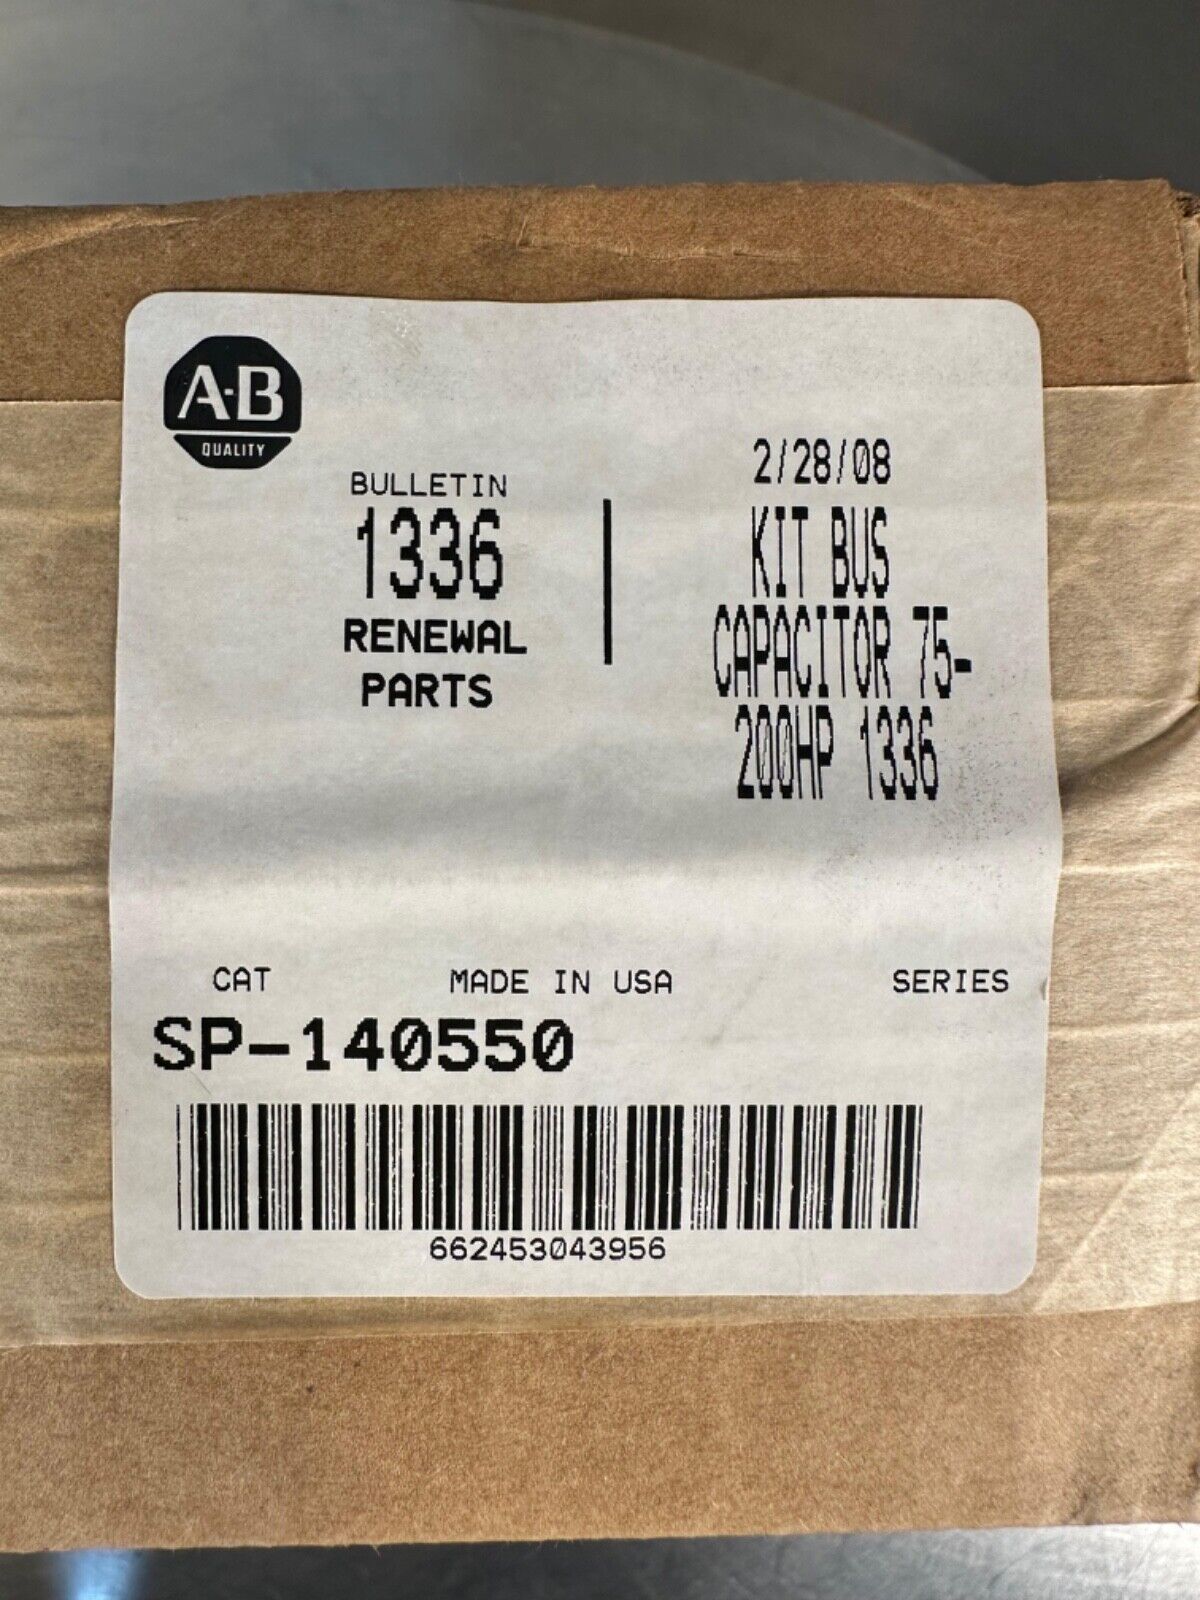 A-B
QUALITY
BULLETIN
1336
RENEWAL
PARTS
2/28/08
KIT BUS
CAPACITOR 75-
200HP 1336
CAT
MADE IN USA
SERIES
SP-140550
662453043956